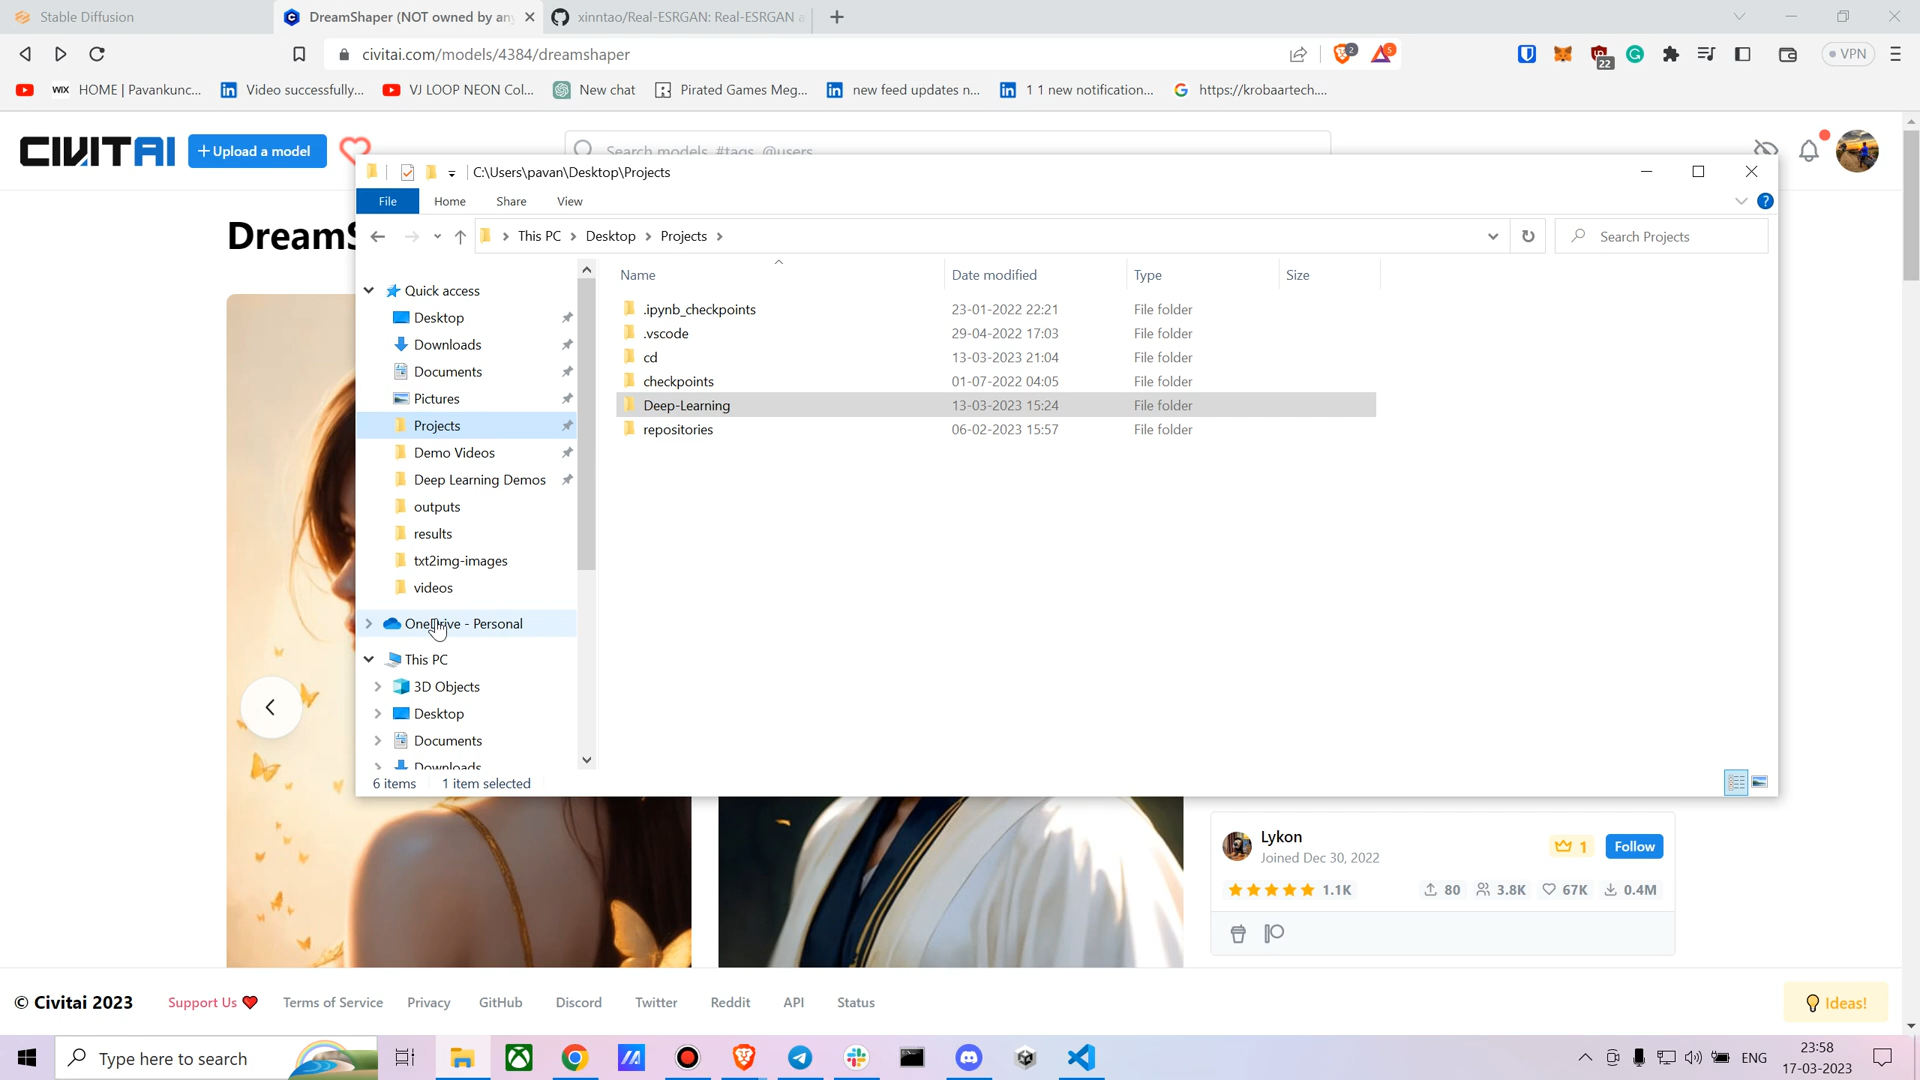 Stable Diffusion
DreamShaper (NOT owned by any
xinntao/Real-ESRGAN: Real-ESRGAN a
civitai.com/models/4384/dreamshaper
2
5
22
VPN
HOME | Pavankunc...
Video successfully...
VJ LOOP NEON Col...
New chat
Pirated Games Meg...
new feed updates n...
1 1 new notification...
https://krobaartech....
CIVITAI
+ Upload a model
Search models, #tags, @users
C:\Users\pavan\Desktop\Projects
File Home Share View
DreamS
This PC > Desktop > Projects >
Search Projects
Name Date modified Type Size
Quick access
Desktop
Downloads
Documents
Pictures
Projects
Demo Videos
Deep Learning Demos
outputs
results
txt2img-images
videos
OneDrive - Personal
This PC
3D Objects
Desktop
Documents
Downloads
.ipynb_checkpoints 23-01-2022 22:21 File folder
.vscode 29-04-2022 17:03 File folder
cd 13-03-2023 21:04 File folder
checkpoints 01-07-2022 04:05 File folder
Deep-Learning 13-03-2023 15:24 File folder
repositories 06-02-2023 15:57 File folder
6 items 1 item selected
Lykon
Joined Dec 30, 2022
1
Follow
1.1K 80 3.8K 67K 0.4M
© Civitai 2023 Support Us Terms of Service Privacy GitHub Discord Twitter Reddit API Status
Ideas!
Type here to search
ENG
23:58
17-03-2023